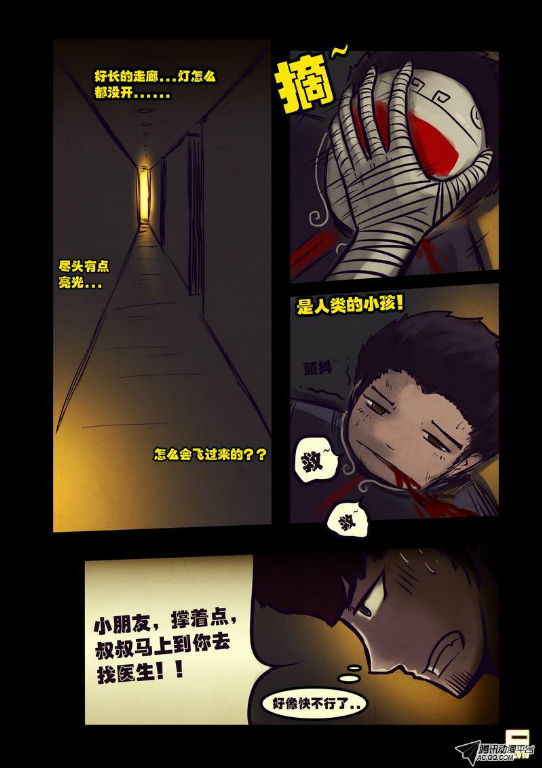 好长的走廊...灯怎么
都没开......
尽头有点
亮光...
怎么会飞过来的？？
摘~
是人类的小孩！
颤抖~
救~
救~
小朋友，撑着点，
叔叔马上到你去
找医生！！
好像快不行了..
腾讯动漫平台
AC.QQ.COM